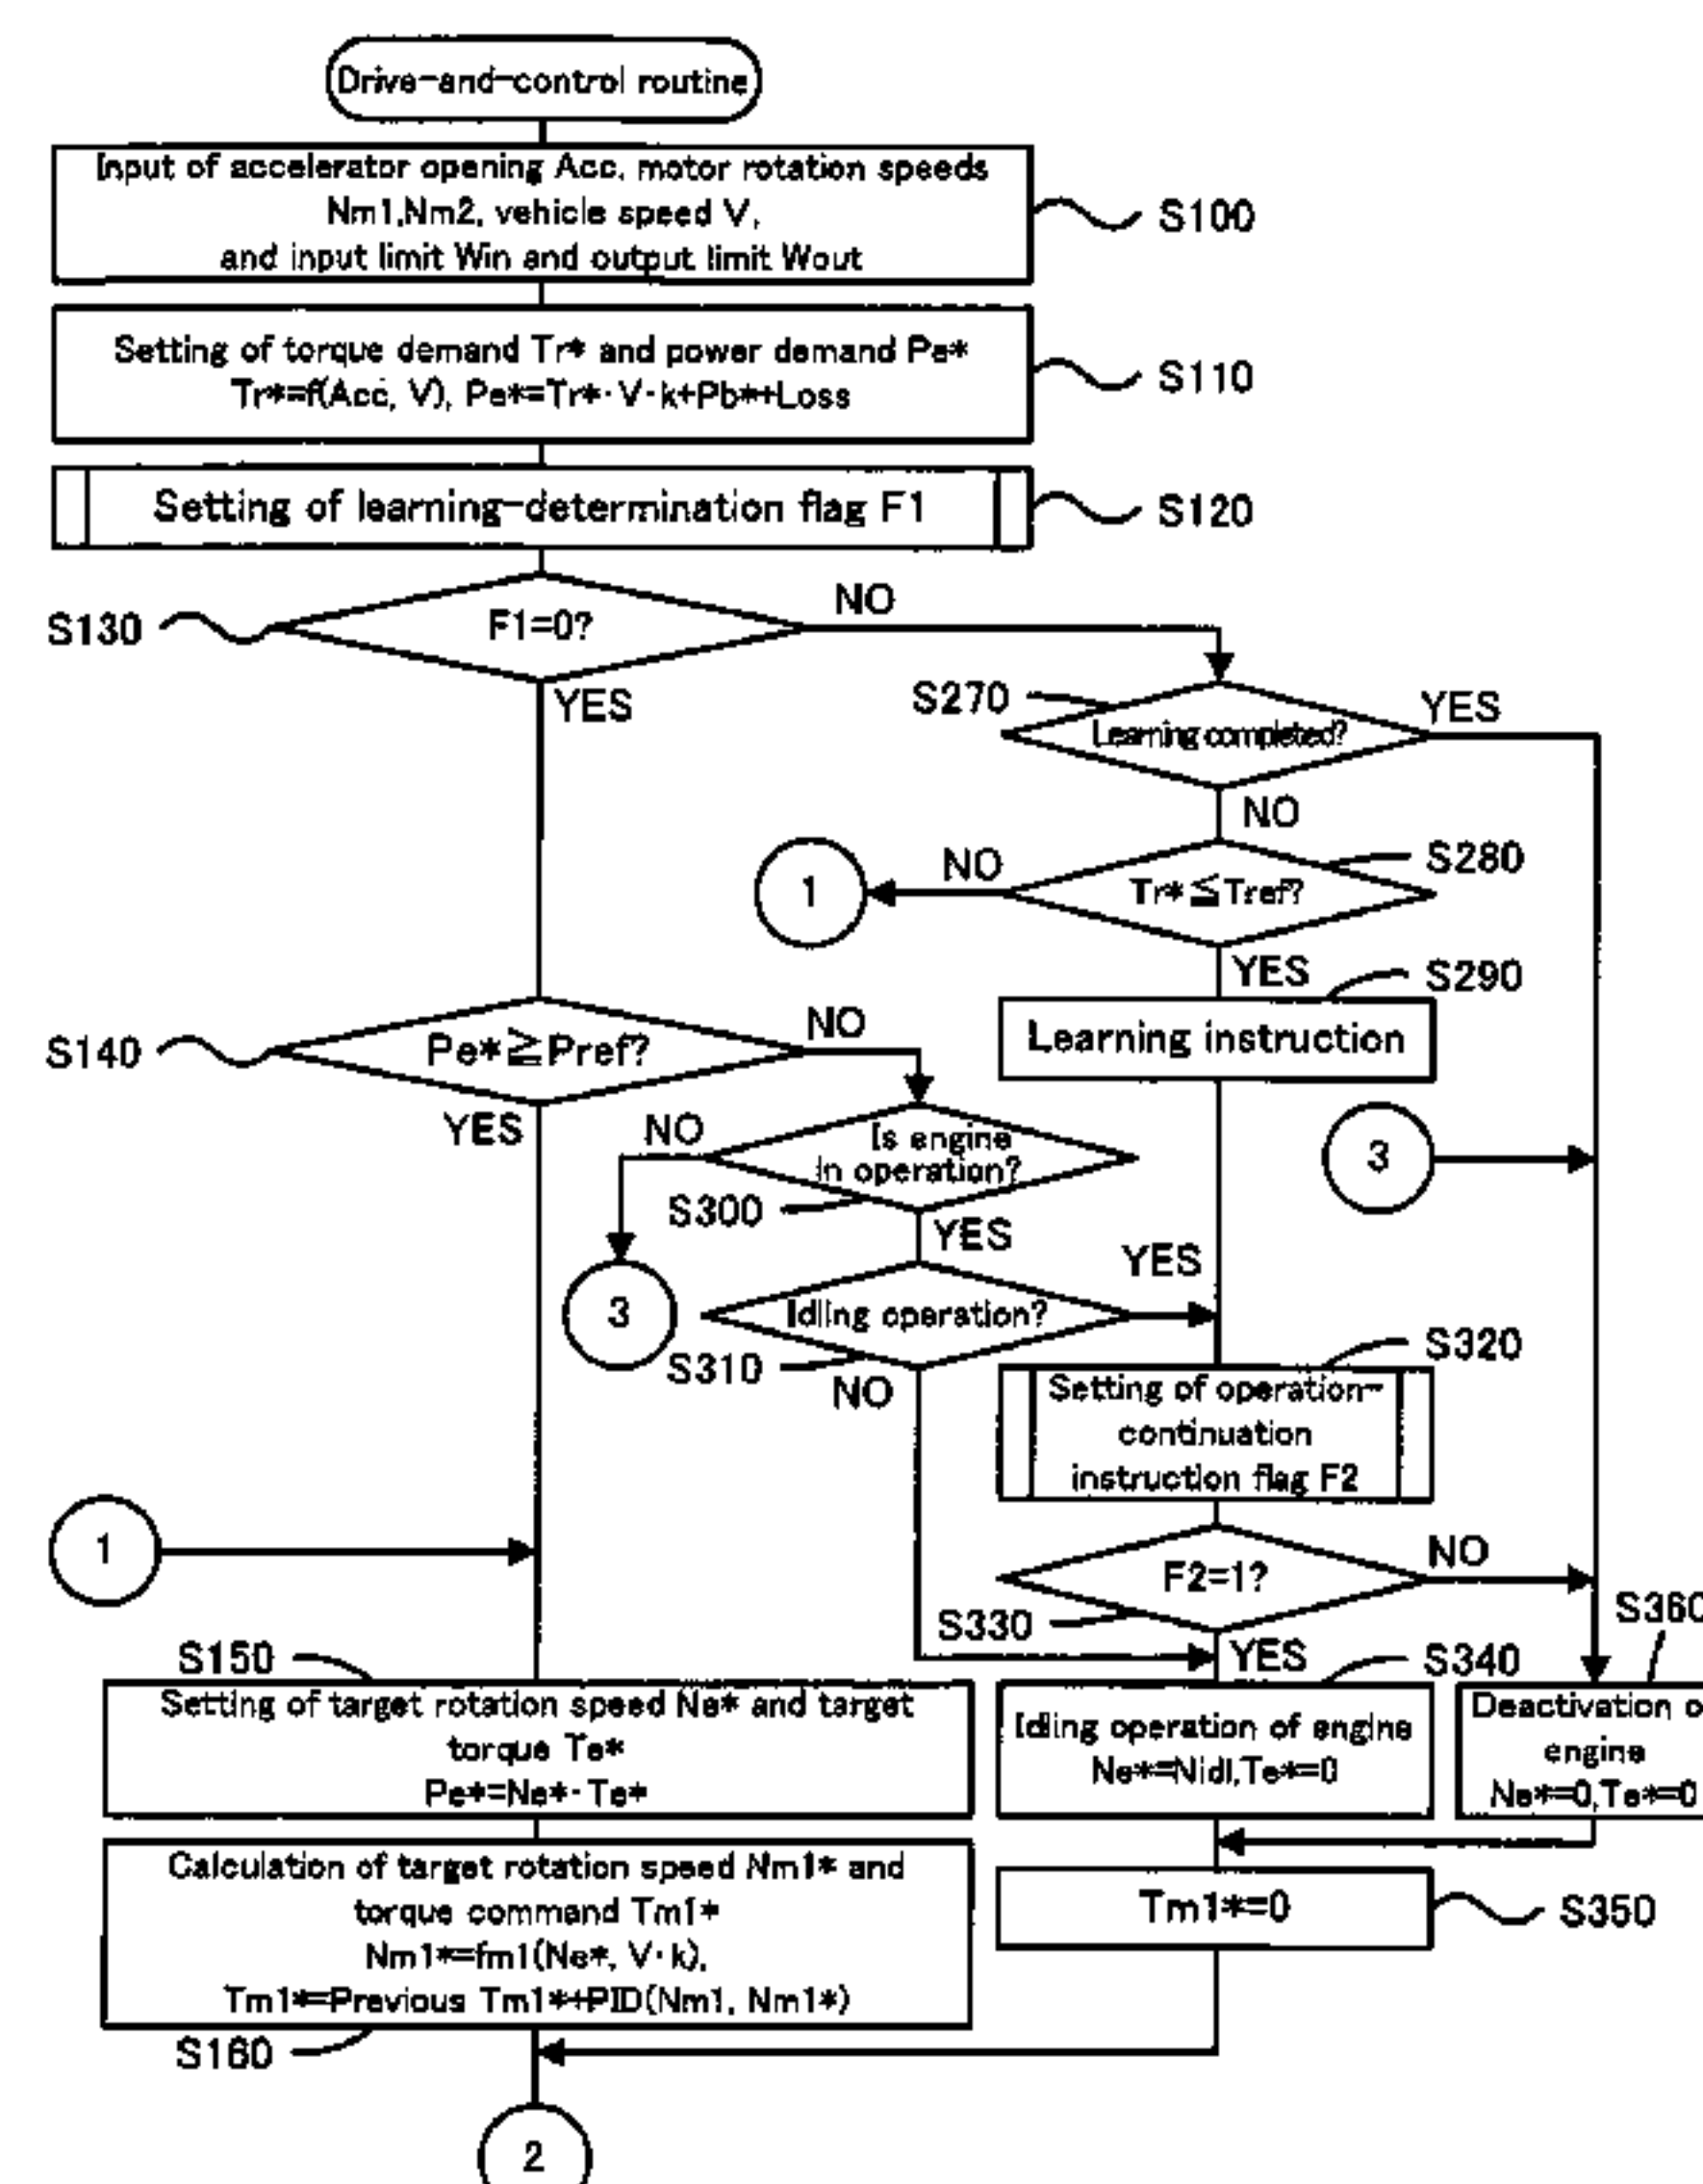 Drive-and-control routine
Input of accelerator opening Acc, motor rotation speeds
Nm1,Nm2, vehicle speed V,
and input limit Win and output limit Wout
S100
Setting of torque demand Tr* and power demand Pe*
Tr*=f(Acc, V), Pe*=Tr*·V·k+Pb*+Loss
S110
Setting of learning-determination flag F1
S120
S130
F1=0?
NO
YES
S270
Learning completed?
YES
NO
1
NO
Tr*≦Tref?
S280
YES
S290
Learning instruction
S140
Pe*≧Pref?
NO
YES
NO
Is engine
in operation?
S300
YES
3
3
Idling operation?
YES
S310
NO
S320
Setting of operation-
continuation
instruction flag F2
1
F2=1?
NO
S330
YES
S150
Setting of target rotation speed Ne* and target
torque Te*
Pe*=Ne*·Te*
S340
Idling operation of engine
Ne*=Nidl,Te*=0
S360
Deactivation o
engine
Ne*=0,Te*=0
Calculation of target rotation speed Nm1* and
torque command Tm1*
Nm1*=fm1(Ne*, V·k),
Tm1*=Previous Tm1*+PID(Nm1, Nm1*)
S160
Tm1*=0
S350
2